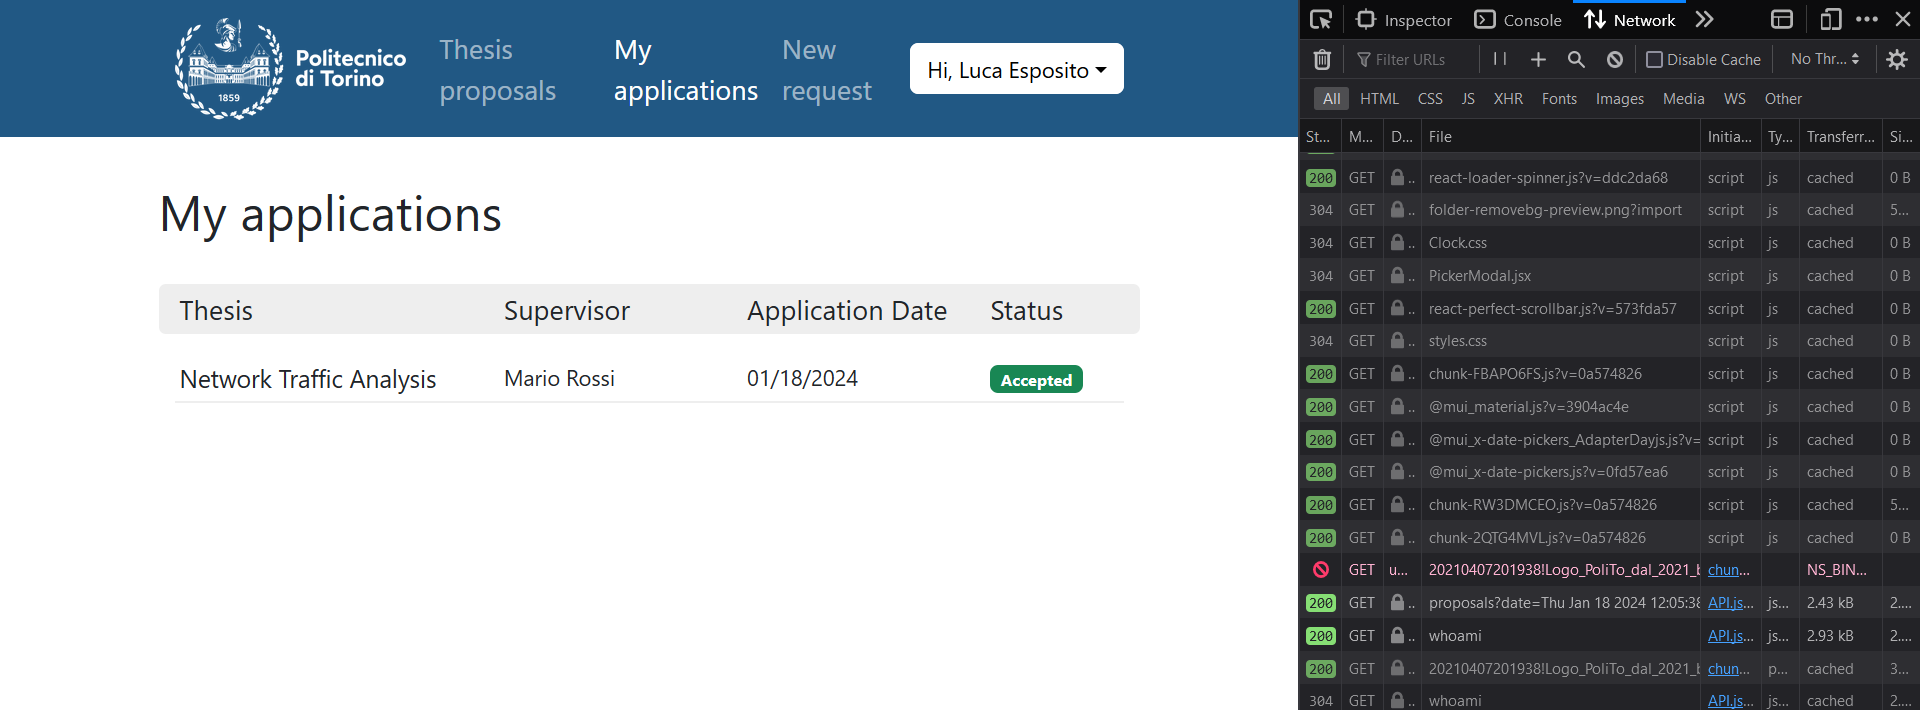 1859
Politecnico
di Torino
Thesis
proposals
My
applications
New
request
Hi, Luca Esposito
My applications
Thesis Supervisor Application Date Status
Network Traffic Analysis Mario Rossi 01/18/2024 Accepted
Inspector Console Network
Filter URLs Disable Cache No Thr...
All HTML CSS JS XHR Fonts Images Media WS Other
St... M... D... File Initia... Ty... Transferr... Si...
200 GET .. react-loader-spinner.js?v=ddc2da68 script js cached 0 B
304 GET .. folder-removebg-preview.png?import script js cached 5...
304 GET .. Clock.css script js cached 0 B
304 GET .. PickerModal.jsx script js cached 0 B
200 GET .. react-perfect-scrollbar.js?v=573fda57 script js cached 0 B
304 GET .. styles.css script js cached 0 B
200 GET .. chunk-FBAPO6FS.js?v=0a574826 script js cached 0 B
200 GET .. @mui_material.js?v=3904ac4e script js cached 0 B
200 GET .. @mui_x-date-pickers_AdapterDayjs.js?v= script js cached 0 B
200 GET .. @mui_x-date-pickers.js?v=0fd57ea6 script js cached 0 B
200 GET .. chunk-RW3DMCEO.js?v=0a574826 script js cached 5...
200 GET .. chunk-2QTG4MVL.js?v=0a574826 script js cached 0 B
GET u... 20210407201938!Logo_PoliTo_dal_2021_b chun... NS_BIN...
200 GET .. proposals?date=Thu Jan 18 2024 12:05:38 API.js... js... 2.43 kB 2....
200 GET .. whoami API.js... js... 2.93 kB 2....
200 GET .. 20210407201938!Logo_PoliTo_dal_2021_b chun... p... cached 3...
304 GET .. whoami API.js... js... cached 2....